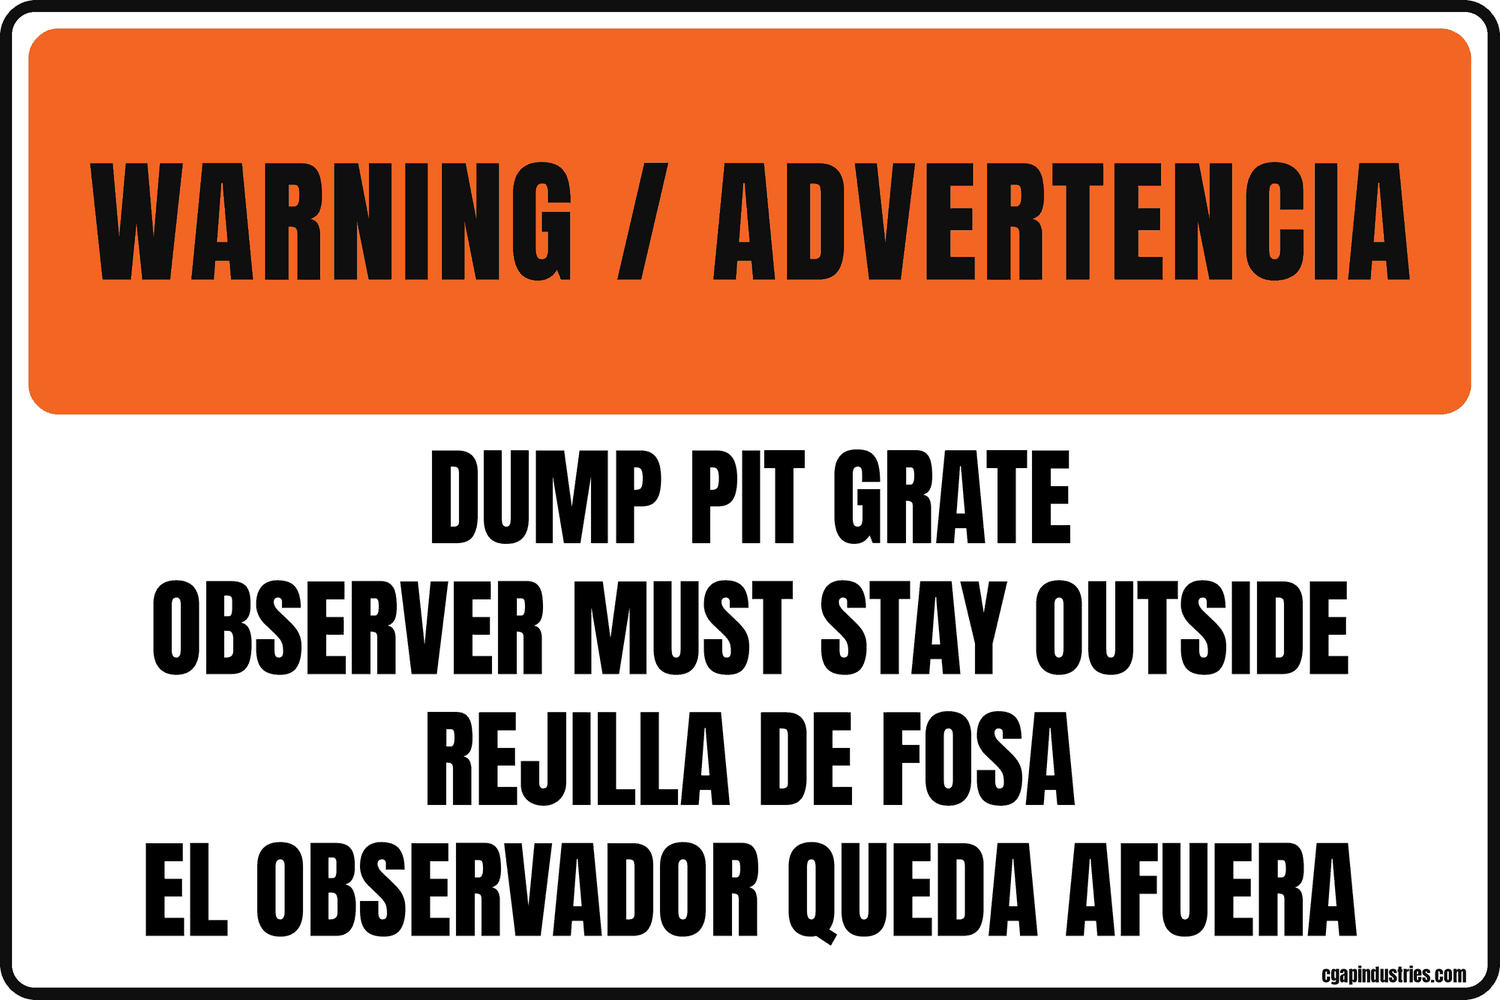 WARNING / ADVERTENCIA
DUMP PIT GRATE
OBSERVER MUST STAY OUTSIDE
REJILLA DE FOSA
EL OBSERVADOR QUEDA AFUERA
cgapindustries.com